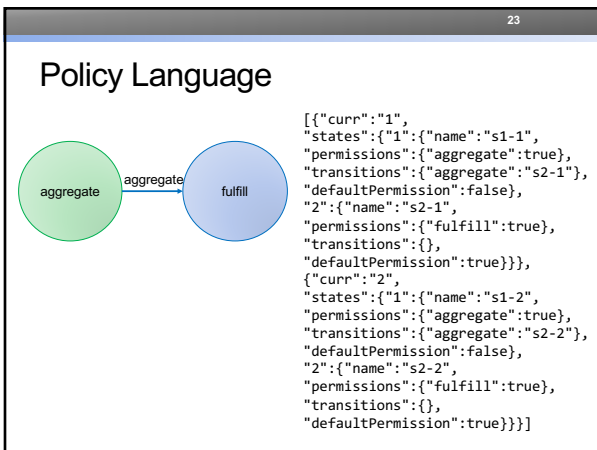 23
Policy Language
aggregate
aggregate
fulfill
[{"curr":"1",
"states":{"1":{"name":"s1-1",
"permissions":{"aggregate":true},
"transitions":{"aggregate":"s2-1"},
"defaultPermission":false},
"2":{"name":"s2-1",
"permissions":{"fulfill":true},
"transitions":{},
"defaultPermission":true}}},
{"curr":"2",
"states":{"1":{"name":"s1-2",
"permissions":{"aggregate":true},
"transitions":{"aggregate":"s2-2"},
"defaultPermission":false},
"2":{"name":"s2-2",
"permissions":{"fulfill":true},
"transitions":{},
"defaultPermission":true}}}]